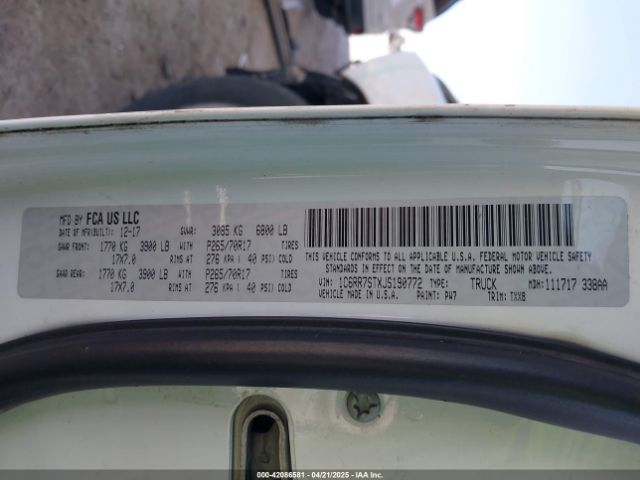 MFD BY FCA US LLC
DATE OF MFR(BUILT): 12-17 GVWR: 3085 KG 6800 LB
GAWR FRONT: 1770 KG 3900 LB WITH P265/70R17 TIRES
17X7.0 RIMS AT 276 KPA ( 40 PSI) COLD
GAWR REAR: 1770 KG 3900 LB WITH P265/70R17 TIRES
17X7.0 RIMS AT 276 KPA ( 40 PSI) COLD
THIS VEHICLE CONFORMS TO ALL APPLICABLE U.S.A. FEDERAL MOTOR VEHICLE
SAFETY STANDARDS IN EFFECT ON THE DATE OF MANUFACTURE SHOWN ABOVE.
VIN: 1C6RR7STXJS190772 TYPE: TRUCK MDH: 111717 338AA
VEHICLE MADE IN U.S.A. PAINT: PW7 TRIM: TXX8
000-42086581 - 04/21/2025 - COPART